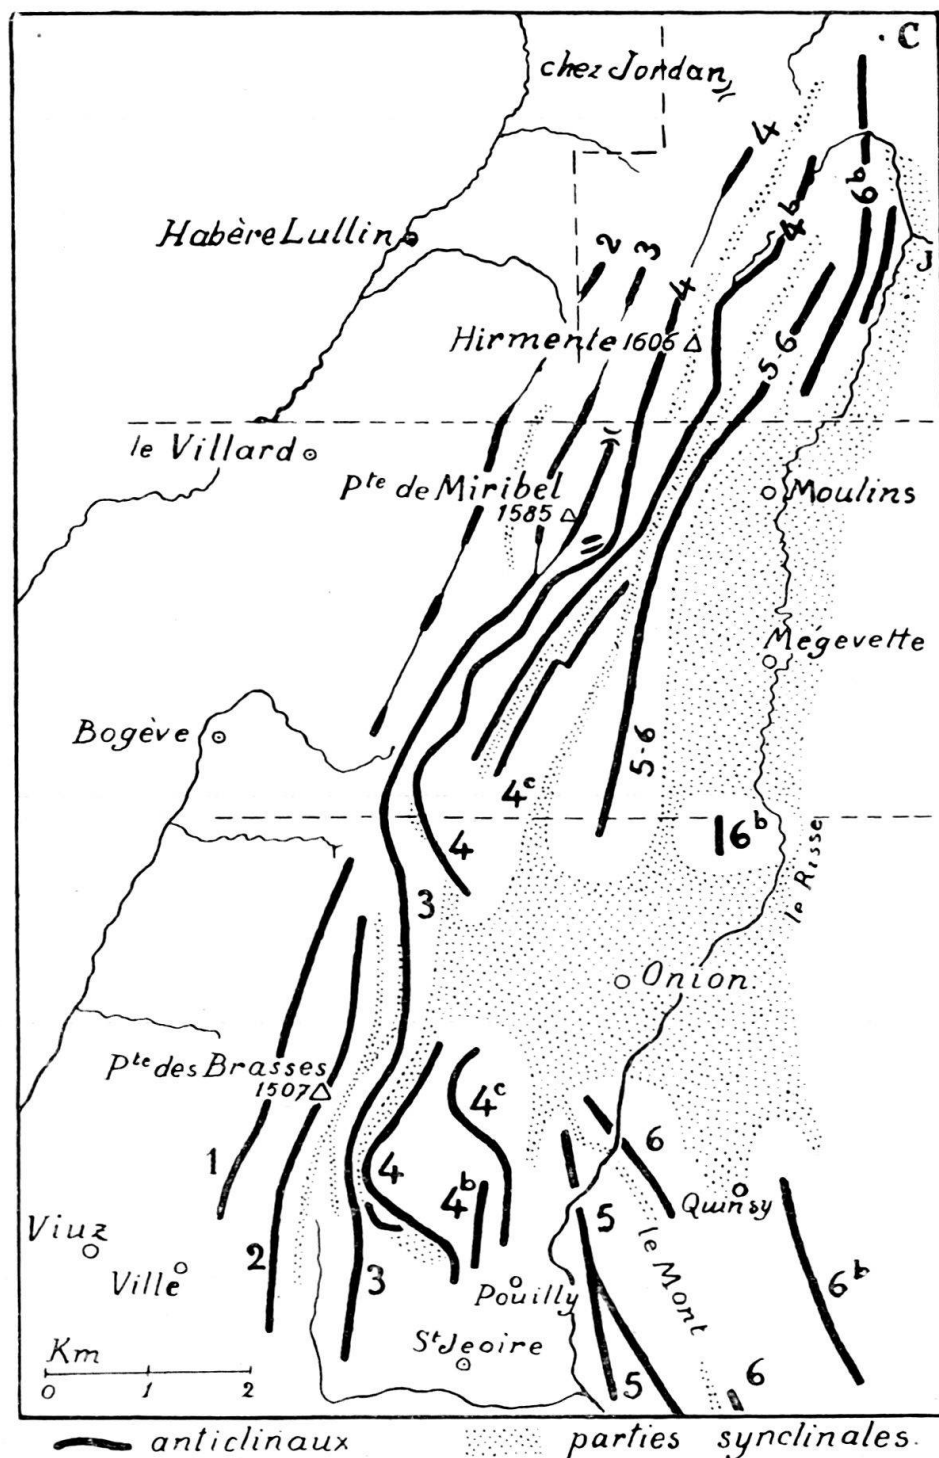 C
chez Jordan
4
6b
4b
Habère Lullin
2
3
4
J
Hirmente 1606
5-6
le Villard
Pte de Miribel
1585
Moulins
Mégevette
Bogève
5-6
4c
6b
4
3
le Risse
Onion
Pte des Brasses
1507
4c
6
1
4
4b
Quinsy
5
le Mont
Viuz
2
Ville
3
Pouilly
6b
St Jeoire
Km
0 1 2
5
6
anticlinaux
parties synclinales.